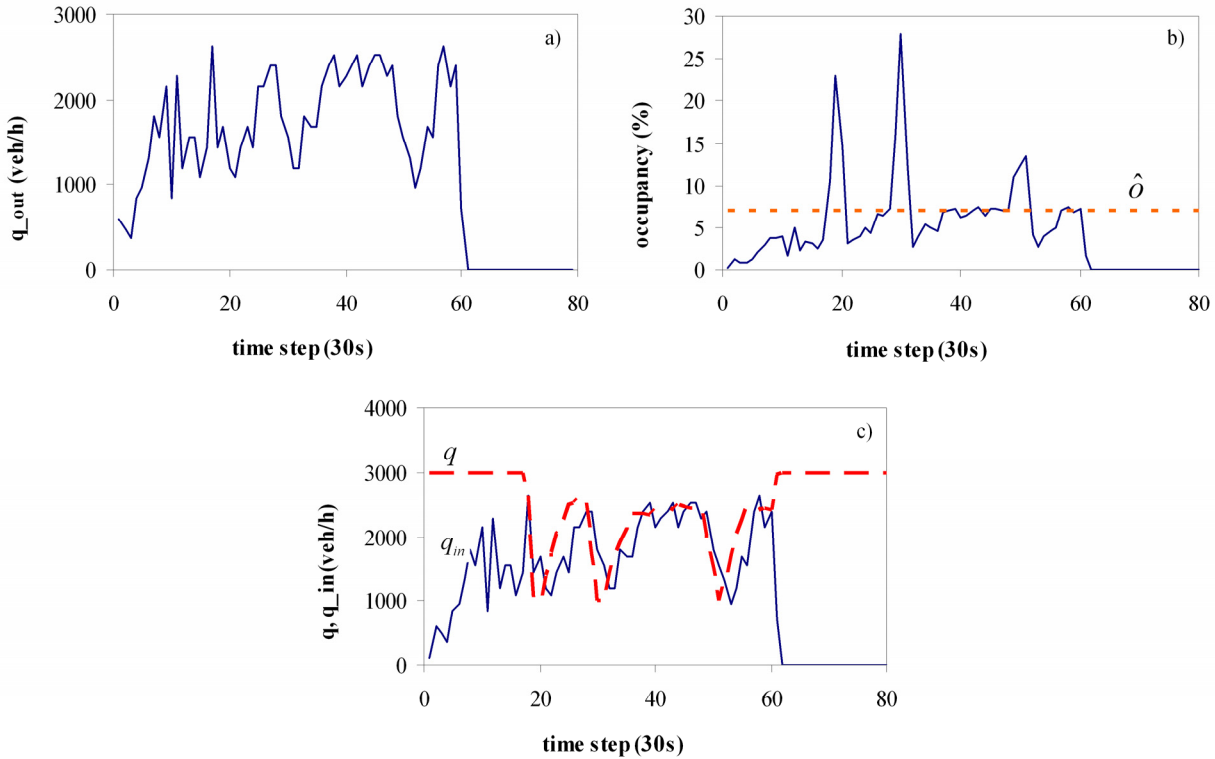 3000
a)
2000
1000
0
q_out (veh/h)
0 20 40 60 80
time step (30s)
30
b)
25
20
15
10
5
0
occupancy (%)
ô
0 20 40 60 80
time step (30s)
4000
c)
3000
2000
1000
0
q, q_in(veh/h)
q
q_in
0 20 40 60 80
time step (30s)